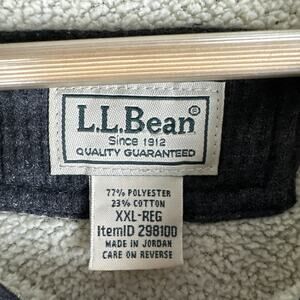 L.L.Bean®
Since 1912
QUALITY GUARANTEED
77% POLYESTER
23% COTTON
XXL-REG
ItemID 298100
MADE IN JORDAN
CARE ON REVERSE